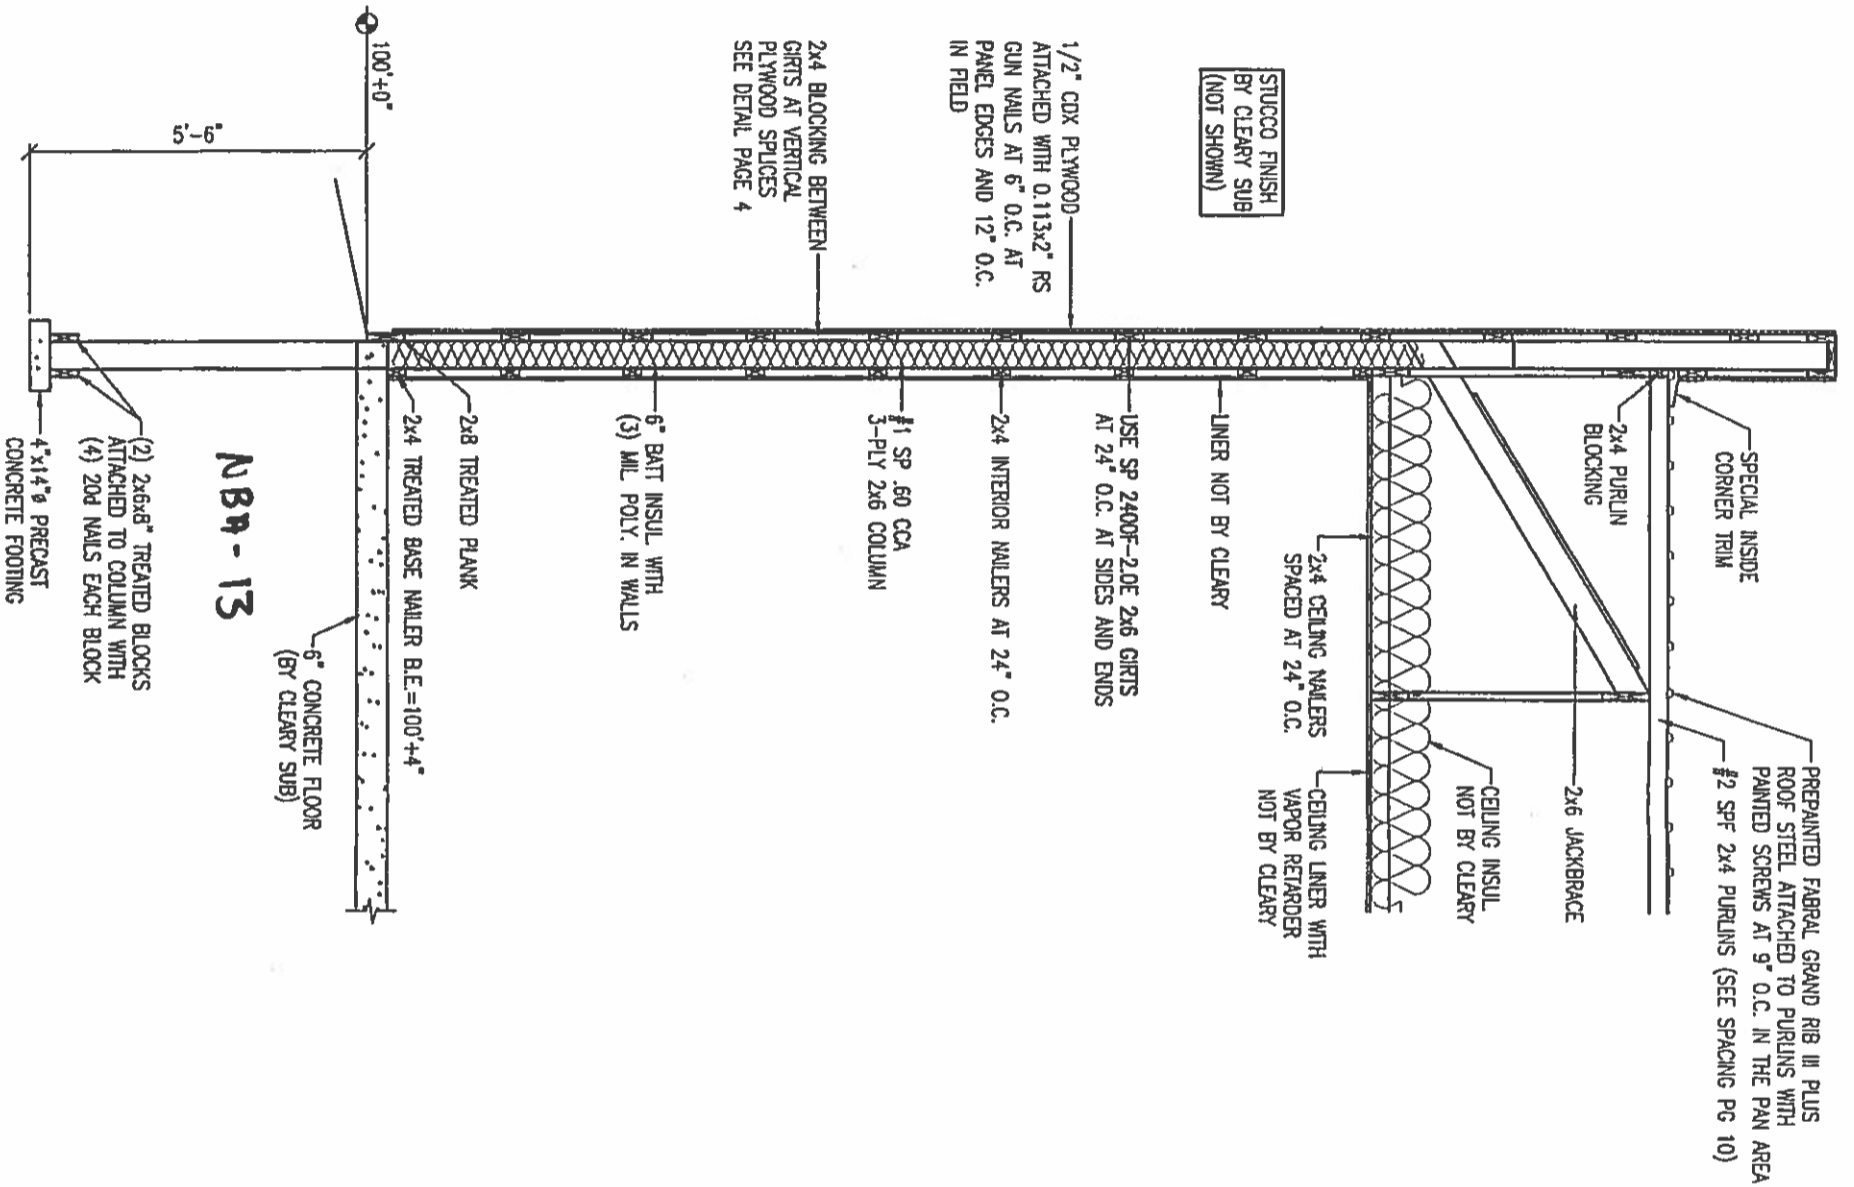 PREPAINTED FABRAL GRAND RIB III PLUS
ROOF STEEL ATTACHED TO PURLINS WITH
PAINTED SCREWS AT 9" O.C. IN THE PAN AREA
#2 SPF 2x4 PURLINS (SEE SPACING PG 10)
SPECIAL INSIDE
CORNER TRIM
2x4 PURLIN
BLOCKING
2x6 JACKBRACE
CEILING INSUL
NOT BY CLEARY
CEILING LINER WITH
VAPOR RETARDER
NOT BY CLEARY
2x4 CEILING NAILERS
SPACED AT 24" O.C.
STUCCO FINISH
BY CLEARY SUB
(NOT SHOWN)
LINER NOT BY CLEARY
1/2" CDX PLYWOOD
ATTACHED WITH 0.113x2" RS
GUN NAILS AT 6" O.C. AT
PANEL EDGES AND 12" O.C.
IN FIELD
USE SP 2400F-2.0E 2x6 GIRTS
AT 24" O.C. AT SIDES AND ENDS
2x4 INTERIOR NAILERS AT 24" O.C.
#1 SP .60 CCA
3-PLY 2x6 COLUMN
2x4 BLOCKING BETWEEN
GIRTS AT VERTICAL
PLYWOOD SPLICES
SEE DETAIL PAGE 4
6" BATT INSUL WITH
(3) MIL POLY. IN WALLS
2x8 TREATED PLANK
2x4 TREATED BASE NAILER B.E.=100'+4"
100'+0"
6" CONCRETE FLOOR
(BY CLEARY SUB)
5'-6"
NBA-13
(2) 2x6x8" TREATED BLOCKS
ATTACHED TO COLUMN WITH
(4) 20d NAILS EACH BLOCK
4"x14"ø PRECAST
CONCRETE FOOTING